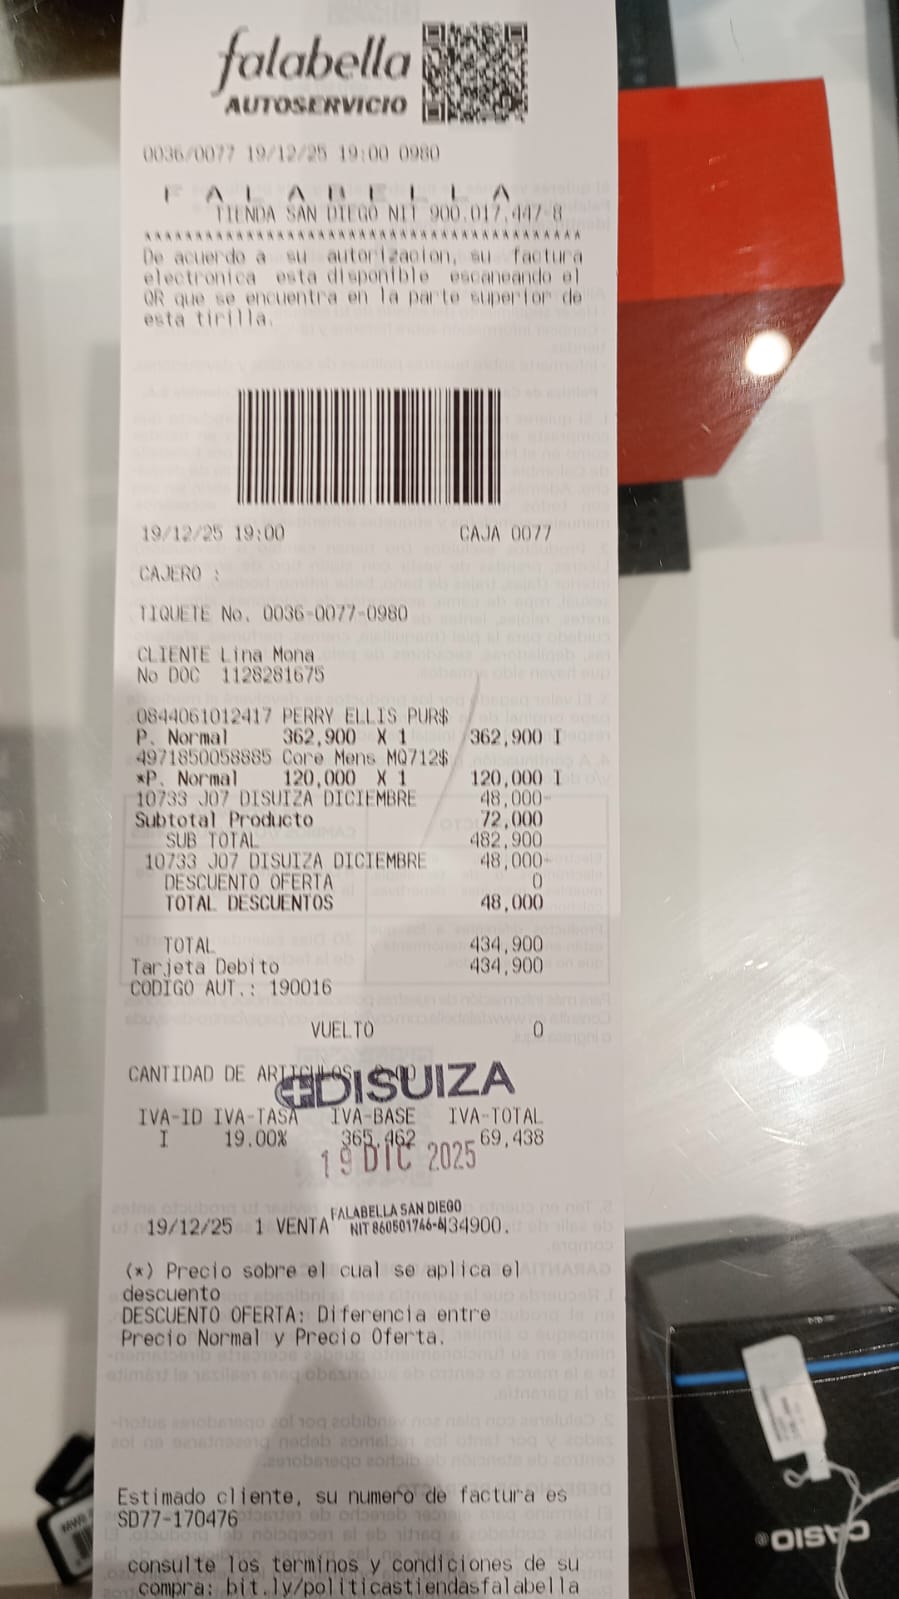 falabella
AUTOSERVICIO
0036/0077 19/12/25 19:00 0980
F A L A B E L L A
TIENDA SAN DIEGO NIT 900.017.447-8
******************************************
De acuerdo a su autorizacion, su factura
electronica esta disponible escaneando el
QR que se encuentra en la parte superior de
esta tirilla.
19/12/25 19:00 CAJA 0077
CAJERO :
TIQUETE No. 0036-0077-0980
CLIENTE Lina Mona
No DOC 1128281675
0844061012417 PERRY ELLIS PUR$
P. Normal 362,900 X 1 362,900 I
4971850058885 Core Mens MQ712$
*P. Normal 120,000 X 1 120,000 I
10733 J07 DISUIZA DICIEMBRE 48,000-
Subtotal Producto 72,000
SUB TOTAL 482,900
10733 J07 DISUIZA DICIEMBRE 48,000-
DESCUENTO OFERTA 0
TOTAL DESCUENTOS 48,000
TOTAL 434,900
Tarjeta Debito 434,900
CODIGO AUT.: 190016
VUELTO 0
CANTIDAD DE ARTICULOS
DISUIZA
IVA-ID IVA-TASA IVA-BASE IVA-TOTAL
I 19.00% 365,462 69,438
19 DIC 2025
FALABELLA SAN DIEGO
19/12/25 1 VENTA NIT 860501746-6 434900.
(*) Precio sobre el cual se aplica el
descuento
DESCUENTO OFERTA: Diferencia entre
Precio Normal y Precio Oferta.
Estimado cliente, su numero de factura es
SD77-170476
consulte los terminos y condiciones de su
compra: bit.ly/politicastiendasfalabella
CASIO